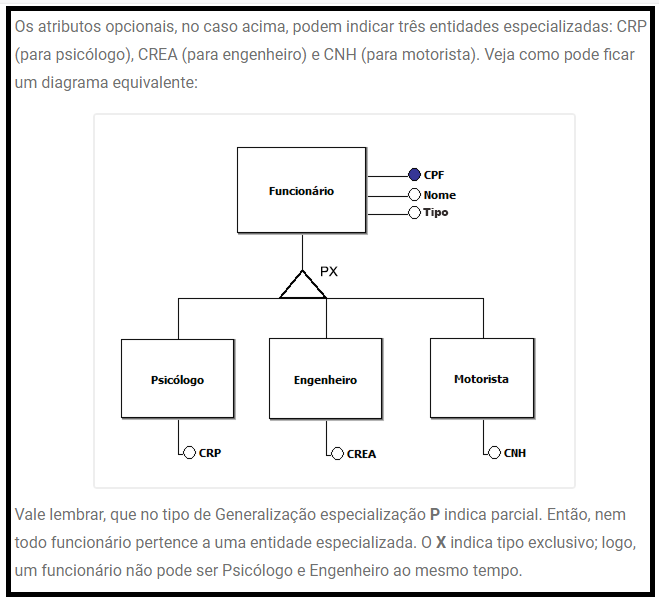 Os atributos opcionais, no caso acima, podem indicar três entidades especializadas: CRP
(para psicólogo), CREA (para engenheiro) e CNH (para motorista). Veja como pode ficar
um diagrama equivalente:
Funcionário
CPF
Nome
Tipo
PX
Psicólogo
Engenheiro
Motorista
CRP
CREA
CNH
Vale lembrar, que no tipo de Generalização especialização P indica parcial. Então, nem
todo funcionário pertence a uma entidade especializada. O X indica tipo exclusivo; logo,
um funcionário não pode ser Psicólogo e Engenheiro ao mesmo tempo.